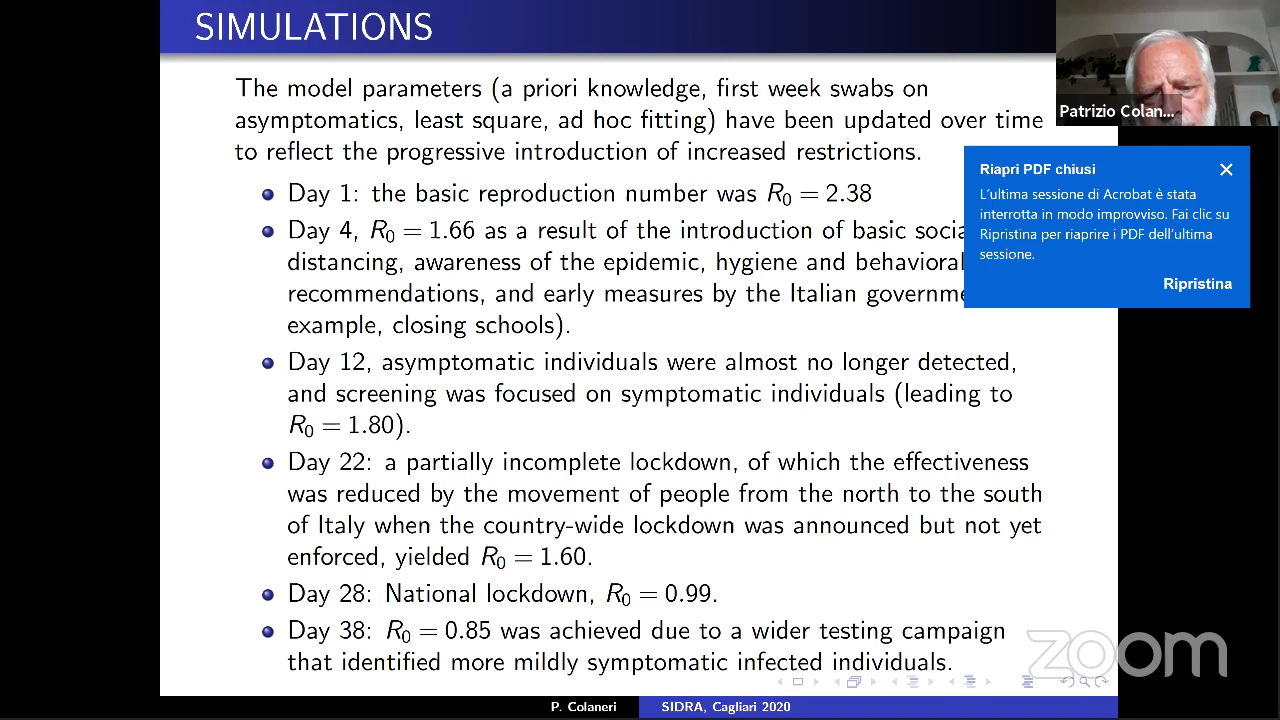 SIMULATIONS
The model parameters (a priori knowledge, first week swabs on
asymptomatics, least square, ad hoc fitting) have been updated over time
to reflect the progressive introduction of increased restrictions.
Day 1: the basic reproduction number was R₀ = 2.38
Day 4, R₀ = 1.66 as a result of the introduction of basic socia
distancing, awareness of the epidemic, hygiene and behavioral
recommendations, and early measures by the Italian governme
example, closing schools).
Day 12, asymptomatic individuals were almost no longer detected,
and screening was focused on symptomatic individuals (leading to
R₀ = 1.80).
Day 22: a partially incomplete lockdown, of which the effectiveness
was reduced by the movement of people from the north to the south
of Italy when the country-wide lockdown was announced but not yet
enforced, yielded R₀ = 1.60.
Day 28: National lockdown, R₀ = 0.99.
Day 38: R₀ = 0.85 was achieved due to a wider testing campaign
that identified more mildly symptomatic infected individuals.
P. Colaneri
SIDRA, Cagliari 2020
Patrizio Colan...
Riapri PDF chiusi
L'ultima sessione di Acrobat è stata
interrotta in modo improvviso. Fai clic su
Ripristina per riaprire i PDF dell'ultima
sessione.
Ripristina
zoom